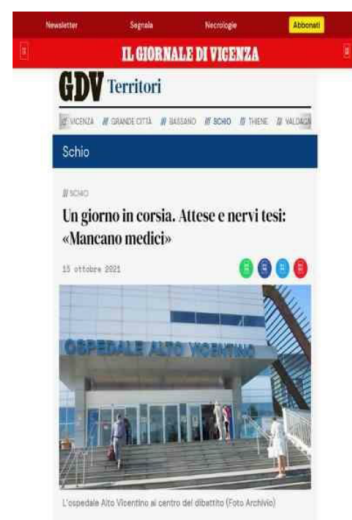 Newsletter Segnala Necrologie Abbonati
IL GIORNALE DI VICENZA
GDV Territori
VICENZA /// GRANDE CITTÀ /// BASSANO /// SCHIO /// THIENE /// VALDAGN
Schio
/// SCHIO
Un giorno in corsia. Attese e nervi tesi:
«Mancano medici»
13 ottobre 2021
OSPEDALE ALTO VICENTINO
L'ospedale Alto Vicentino al centro del dibattito (Foto Archivio)